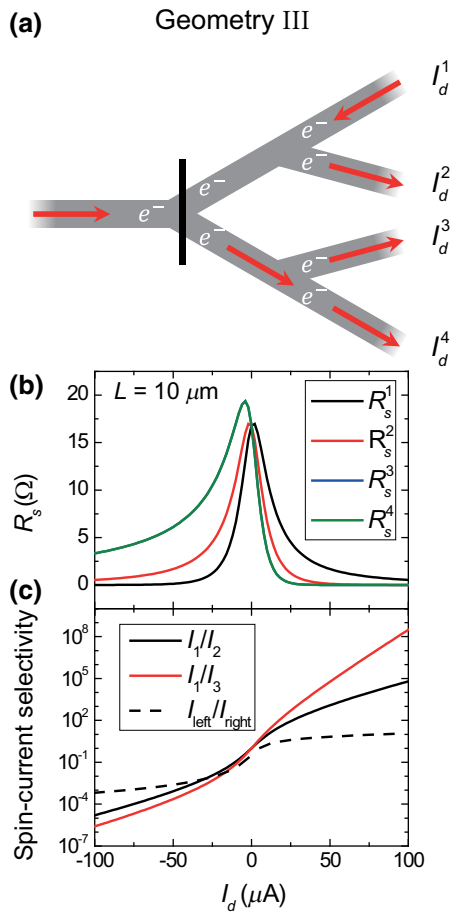 (a) Geometry III
I_d^1
e⁻
e⁻
e⁻ I_d^2
e⁻
e⁻ I_d^3
e⁻
e⁻
I_d^4
(b)
L = 10 μm
R_s^1
R_s^2
R_s^3
R_s^4
20
15
10
5
0
R_s(Ω)
(c)
I_1/I_2
I_1/I_3
I_left/I_right
10^8
10^5
10^2
10^-1
10^-4
10^-7
Spin-current selectivity
-100 -50 0 50 100
I_d (μA)